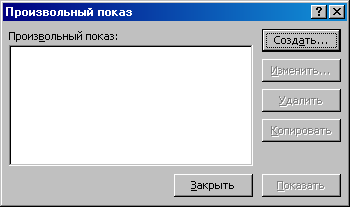 Произвольный показ
Произвольный показ:
Создать...
Изменить...
Удалить
Копировать
Закрыть
Показать